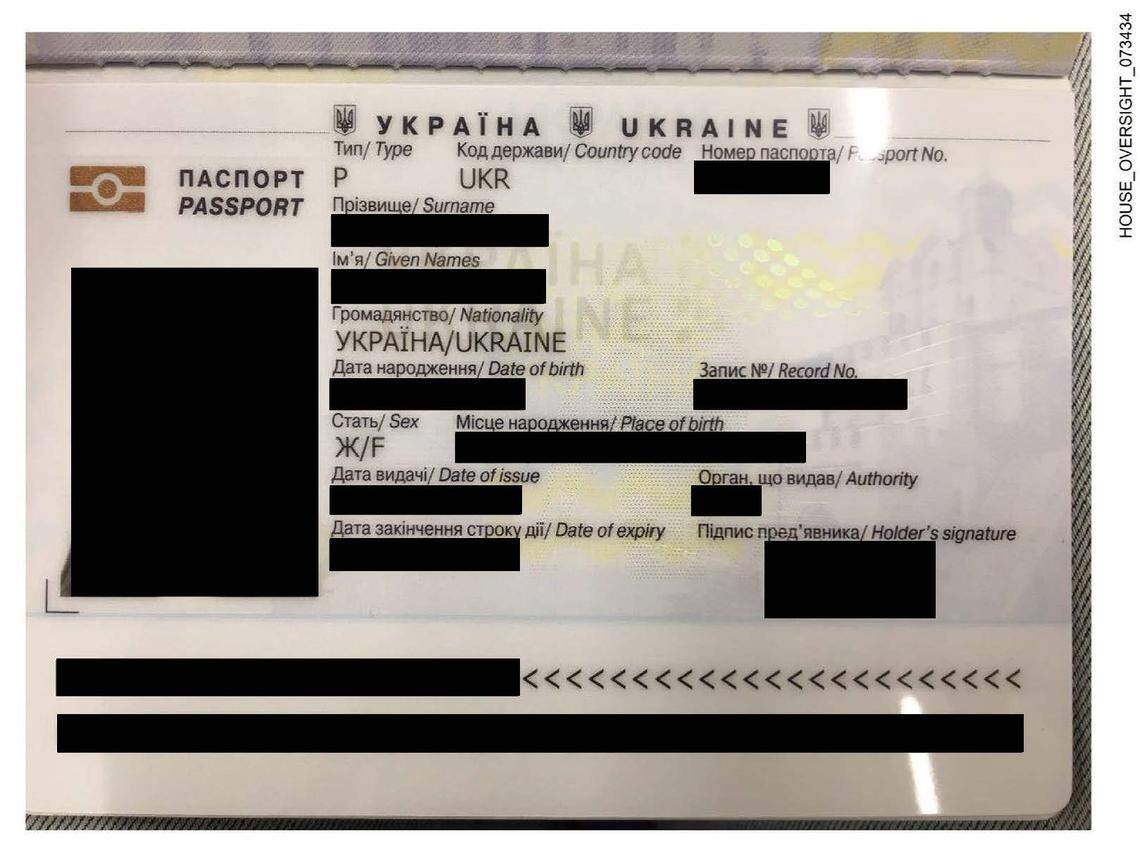 УКРАЇНА UKRAINE
Тип/ Type Код держави/ Country code Номер паспорта/ Passport No.
ПАСПОРТ P UKR
PASSPORT
Прізвище/ Surname
Ім'я/ Given Names
УКРАЇНА
UKRAINE
Громадянство/ Nationality
УКРАЇНА/UKRAINE
Дата народження/ Date of birth Запис №/ Record No.
Стать/ Sex Місце народження/ Place of birth
Ж/F
Дата видачі/ Date of issue Орган, що видав/ Authority
Дата закінчення строку дії/ Date of expiry Підпис пред'явника/ Holder's signature
<<<<<<<<<<<<<<<<<<<<<<<
HOUSE_OVERSIGHT_073434